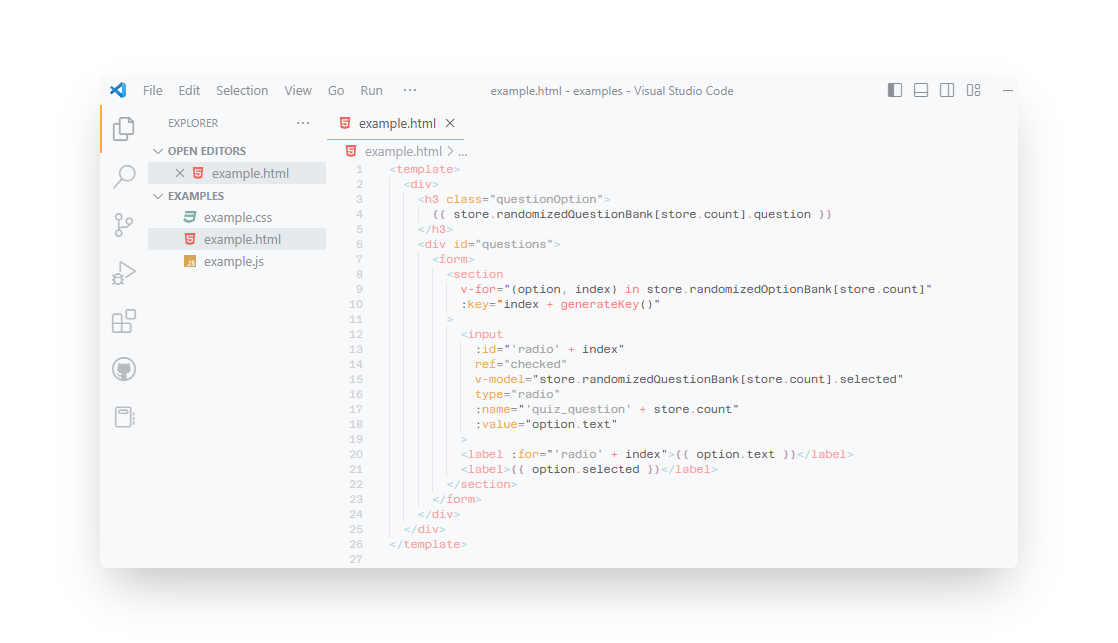 File Edit Selection View Go Run ··· example.html - examples - Visual Studio Code
EXPLORER ···
OPEN EDITORS
example.html
EXAMPLES
example.css
example.html
JS example.js
example.html
example.html > ...
1 <template>
2 <div>
3 <h3 class="questionOption">
4 {{ store.randomizedQuestionBank[store.count].question }}
5 </h3>
6 <div id="questions">
7 <form>
8 <section
9 v-for="(option, index) in store.randomizedOptionBank[store.count]"
10 :key="index + generateKey()"
11 >
12 <input
13 :id="'radio' + index"
14 ref="checked"
15 v-model="store.randomizedQuestionBank[store.count].selected"
16 type="radio"
17 :name="'quiz_question' + store.count"
18 :value="option.text"
19 >
20 <label :for="'radio' + index">{{ option.text }}</label>
21 <label>{{ option.selected }}</label>
22 </section>
23 </form>
24 </div>
25 </div>
26 </template>
27